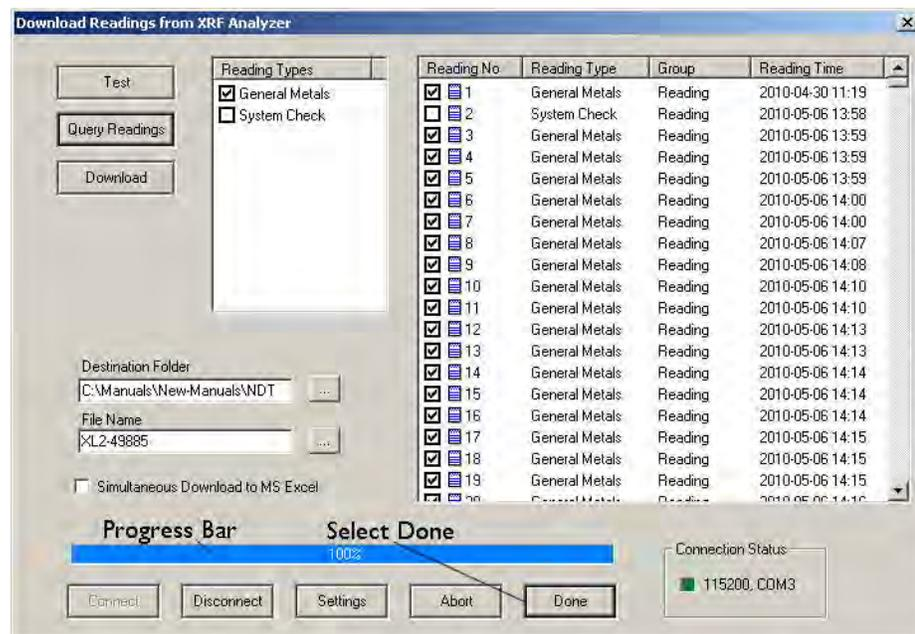 Download Readings from XRF Analyzer
Test
Query Readings
Download
Reading Types
General Metals
System Check
Reading No Reading Type Group Reading Time
1 General Metals Reading 2010-04-30 11:19
2 System Check Reading 2010-05-06 13:58
3 General Metals Reading 2010-05-06 13:59
4 General Metals Reading 2010-05-06 13:59
5 General Metals Reading 2010-05-06 13:59
6 General Metals Reading 2010-05-06 14:00
7 General Metals Reading 2010-05-06 14:00
8 General Metals Reading 2010-05-06 14:07
9 General Metals Reading 2010-05-06 14:08
10 General Metals Reading 2010-05-06 14:10
11 General Metals Reading 2010-05-06 14:10
12 General Metals Reading 2010-05-06 14:13
13 General Metals Reading 2010-05-06 14:13
14 General Metals Reading 2010-05-06 14:14
15 General Metals Reading 2010-05-06 14:14
16 General Metals Reading 2010-05-06 14:14
17 General Metals Reading 2010-05-06 14:15
18 General Metals Reading 2010-05-06 14:15
19 General Metals Reading 2010-05-06 14:15
Destination Folder
C:\Manuals\New-Manuals\NDT ...
File Name
XL2-49885 ...
Simultaneous Download to MS Excel
Progress Bar
Select Done
100%
Connect
Disconnect
Settings
Abort
Done
Connection Status
115200, COM3